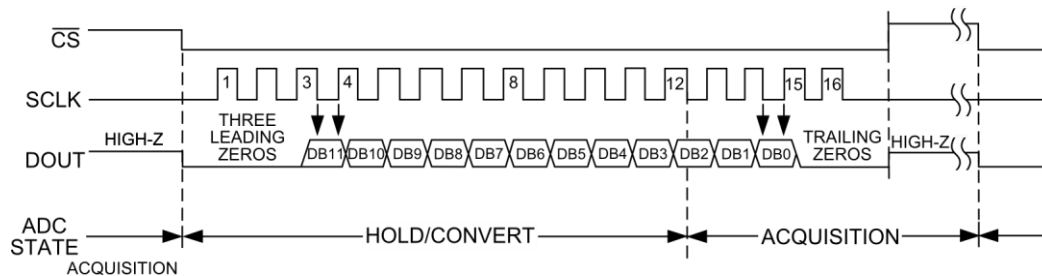 CS
SCLK
1 3 4 8 12 15 16
HIGH-Z THREE LEADING ZEROS TRAILING ZEROS HIGH-Z
DOUT
DB11 DB10 DB9 DB8 DB7 DB6 DB5 DB4 DB3 DB2 DB1 DB0
ADC STATE
HOLD/CONVERT ACQUISITION
ACQUISITION